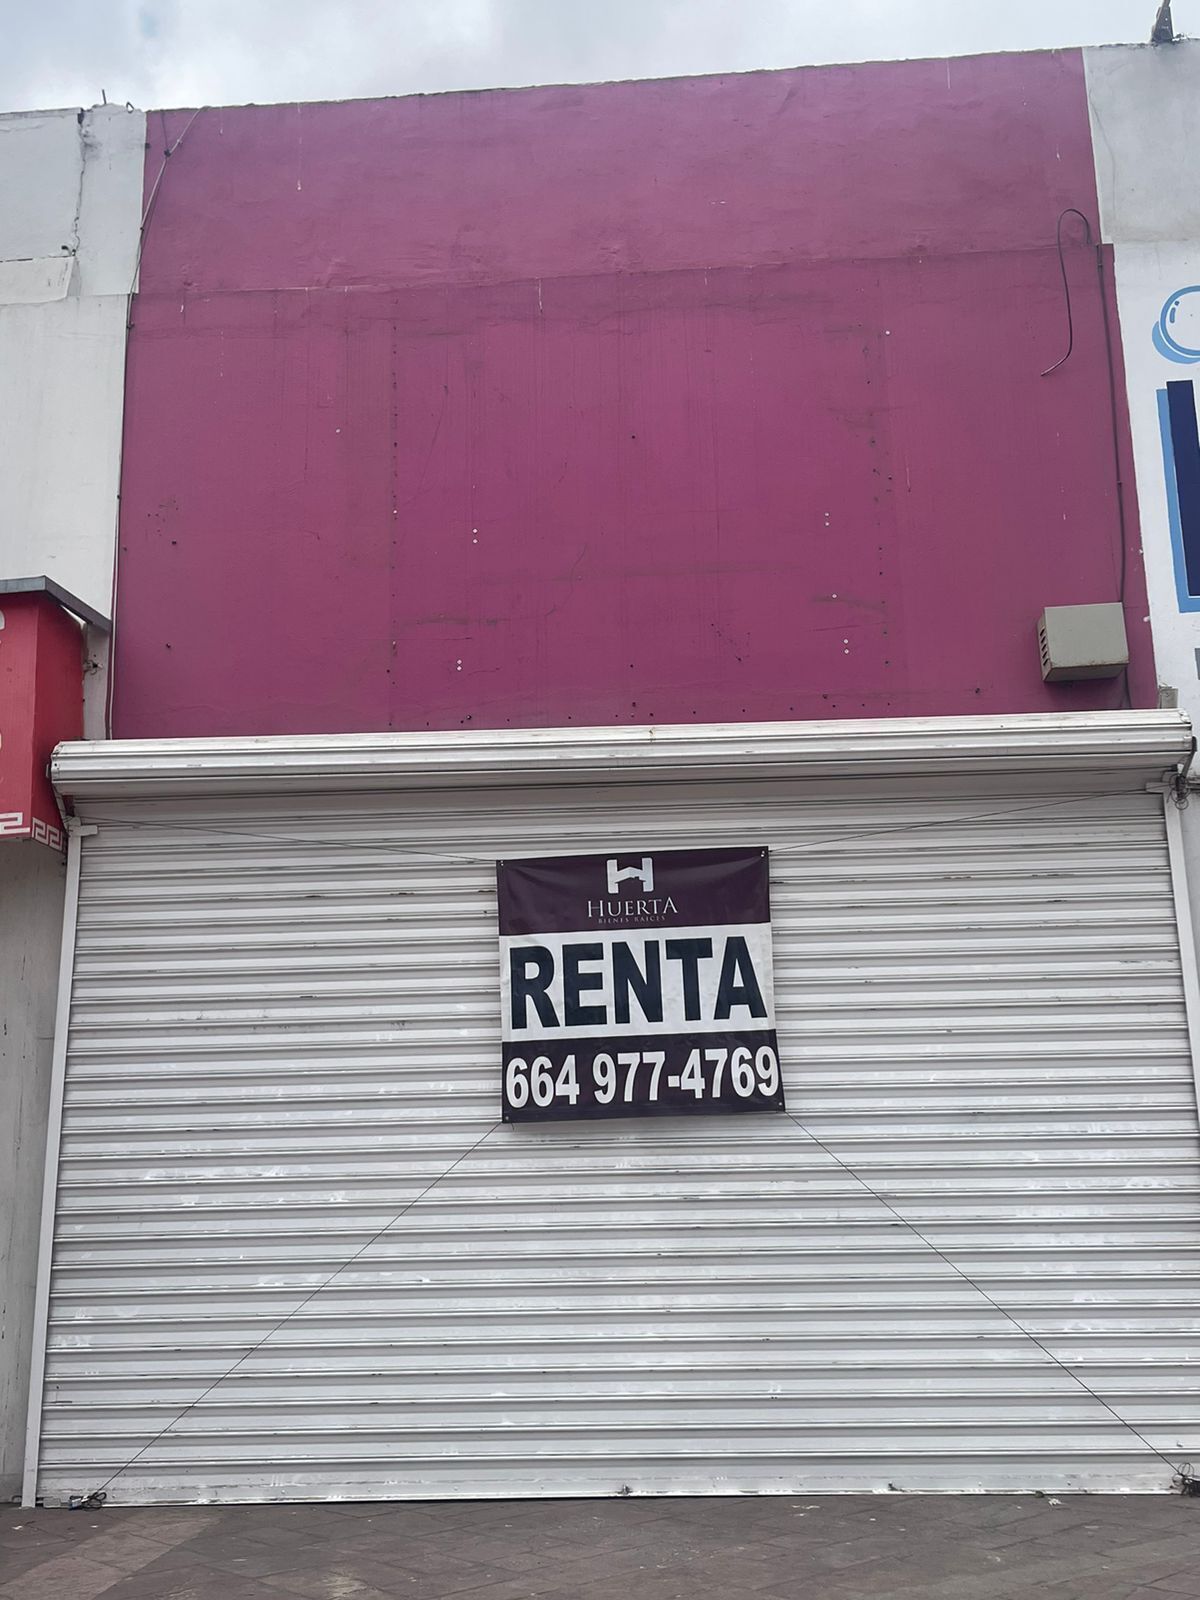 HUERTA
BIENES RAICES
RENTA
664 977-4769